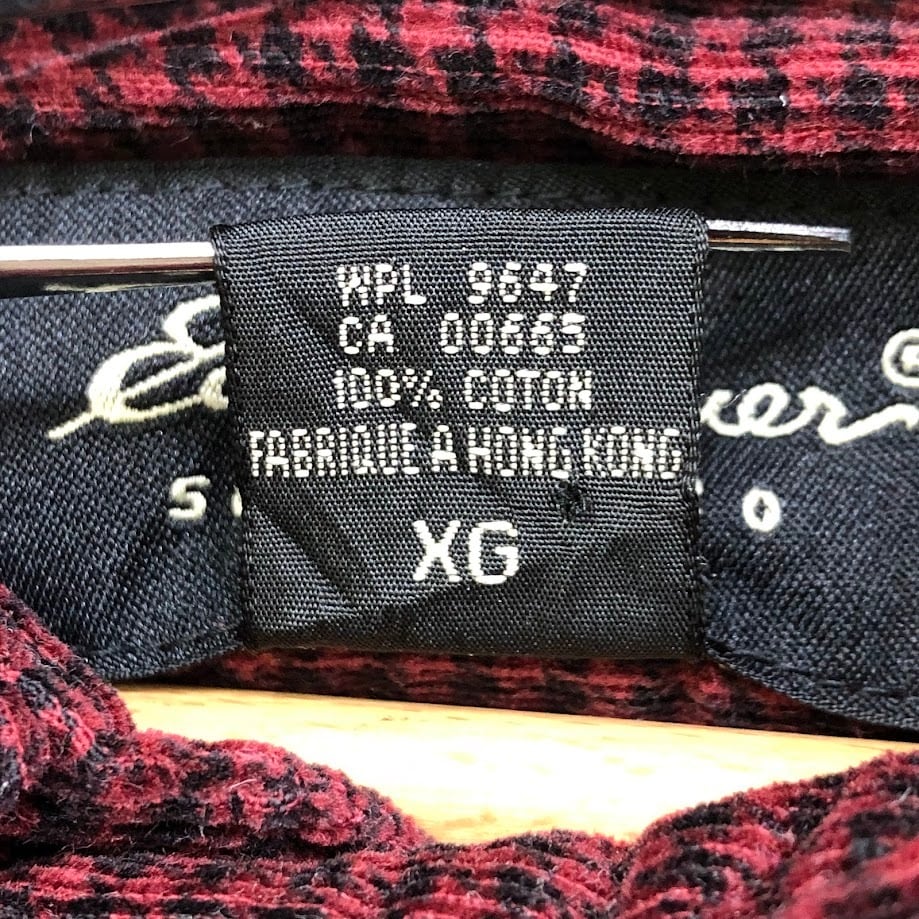 WPL 9647
CA 00665
100% COTON
FABRIQUE A HONG KONG
XG